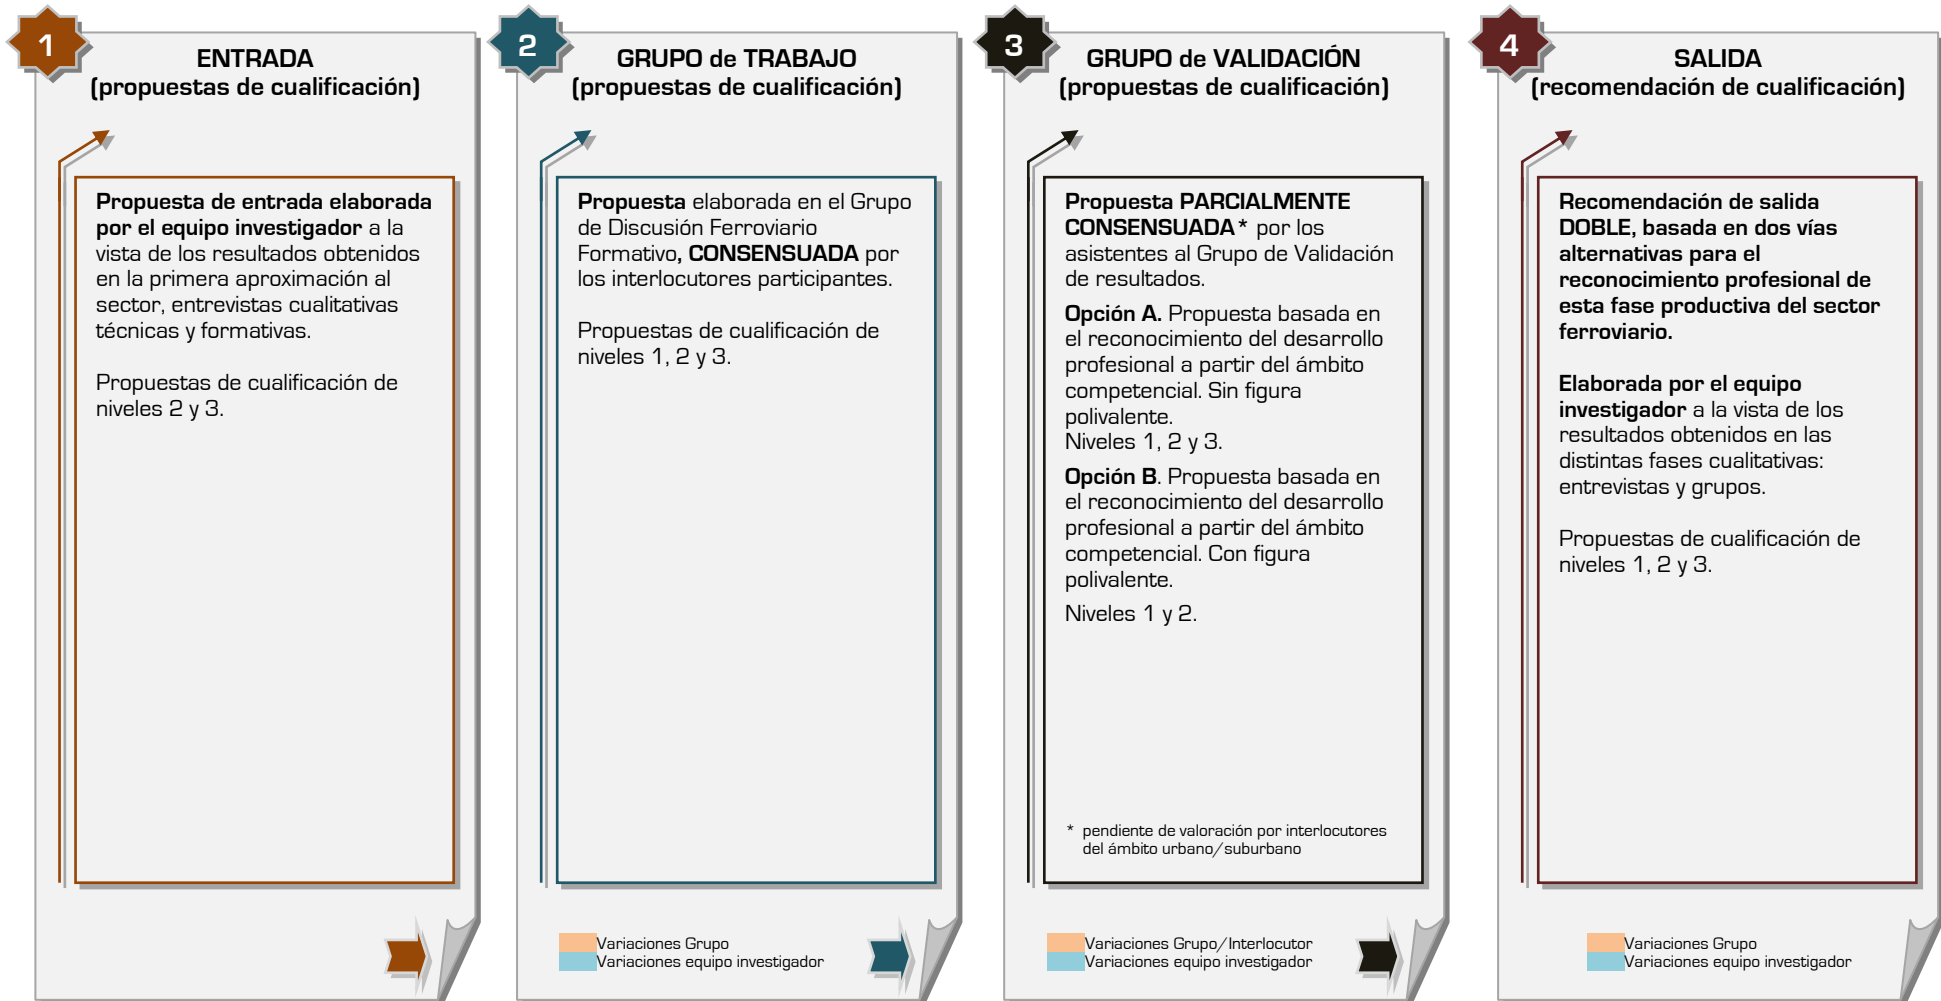 1
ENTRADA
(propuestas de cualificación)
Propuesta de entrada elaborada
por el equipo investigador a la
vista de los resultados obtenidos
en la primera aproximación al
sector, entrevistas cualitativas
técnicas y formativas.
Propuestas de cualificación de
niveles 2 y 3.
2
GRUPO de TRABAJO
(propuestas de cualificación)
Propuesta elaborada en el Grupo
de Discusión Ferroviario
Formativo, CONSENSUADA por
los interlocutores participantes.
Propuestas de cualificación de
niveles 1, 2 y 3.
Variaciones Grupo
Variaciones equipo investigador
3
GRUPO de VALIDACIÓN
(propuestas de cualificación)
Propuesta PARCIALMENTE
CONSENSUADA* por los
asistentes al Grupo de Validación
de resultados.
Opción A. Propuesta basada en
el reconocimiento del desarrollo
profesional a partir del ámbito
competencial. Sin figura
polivalente.
Niveles 1, 2 y 3.
Opción B. Propuesta basada en
el reconocimiento del desarrollo
profesional a partir del ámbito
competencial. Con figura
polivalente.
Niveles 1 y 2.
* pendiente de valoración por interlocutores
del ámbito urbano/suburbano
Variaciones Grupo/Interlocutor
Variaciones equipo investigador
4
SALIDA
(recomendación de cualificación)
Recomendación de salida
DOBLE, basada en dos vías
alternativas para el
reconocimiento profesional de
esta fase productiva del sector
ferroviario.
Elaborada por el equipo
investigador a la vista de los
resultados obtenidos en las
distintas fases cualitativas:
entrevistas y grupos.
Propuestas de cualificación de
niveles 1, 2 y 3.
Variaciones Grupo
Variaciones equipo investigador